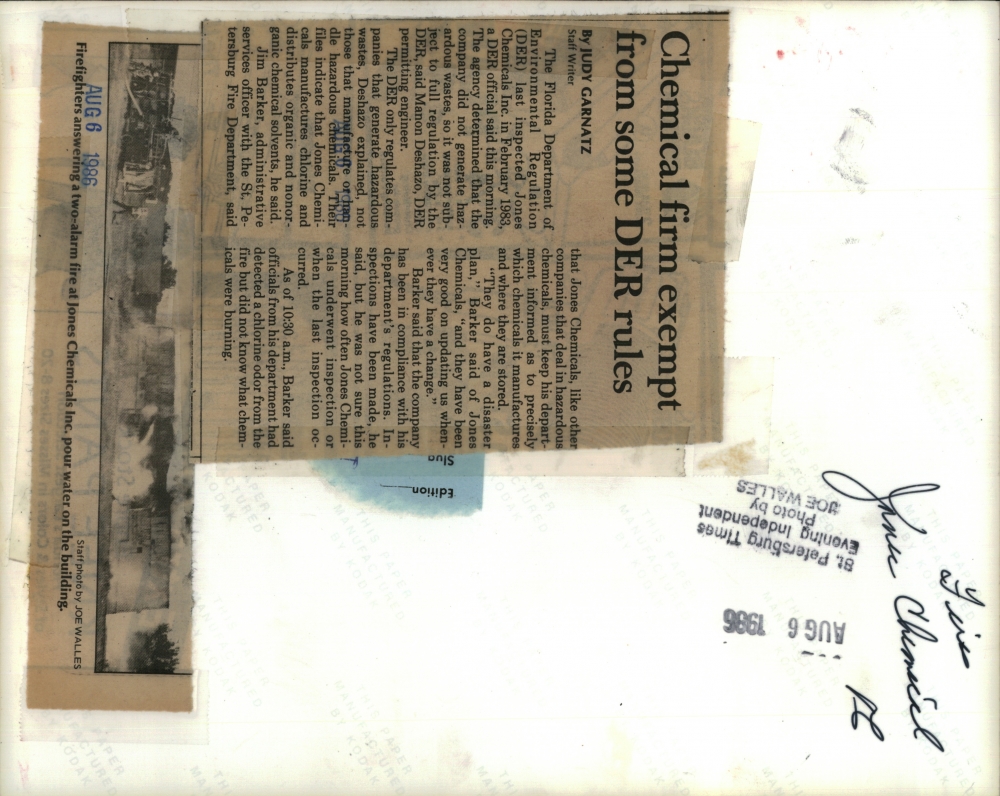 Chemical firm exempt
from some DER rules
By JUDY GARNATZ
Staff Writer
The Florida Department of
Environmental Regulation
(DER) last inspected Jones
Chemicals Inc. in February 1983,
a DER official said this morning.
The agency determined that the
company did not generate haz-
ardous wastes, so it was not sub-
ject to full regulation by the
DER, said Manon Deshazo, DER
permitting engineer.
The DER only regulates com-
panies that generate hazardous
wastes, Deshazo explained, not
those that manufacture or han-
dle hazardous chemicals. Their
files indicate that Jones Chemi-
cals manufactures chlorine and
distributes organic and nonor-
ganic chemical solvents, he said.
Jim Barker, administrative
services officer with the St. Pe-
tersburg Fire Department, said
that Jones Chemicals, like other
companies that deal in hazardous
chemicals, must keep his depart-
ment informed as to precisely
which chemicals it manufactures
and where they are stored.
"They do have a disaster
plan," Barker said of Jones
Chemicals, "and they have been
very good on updating us when-
ever they have a change."
Barker said that the company
has been in compliance with his
department's regulations. In-
spections have been made, he
said, but he was not sure this
morning how often Jones Chemi-
cals underwent inspection or
when the last inspection oc-
curred.
As of 10:30 a.m., Barker said
officials from his department had
detected a chlorine odor from the
fire but did not know what chem-
icals were burning.
Staff photo by JOE WALLES
Firefighters answering a two-alarm fire at Jones Chemicals Inc. pour water on the building.
AUG 6 1986
Slug
Edition
St. Petersburg Times
Evening Independent
Photo by
JOE WALLES
AUG 6 1986
Fire
Chemical